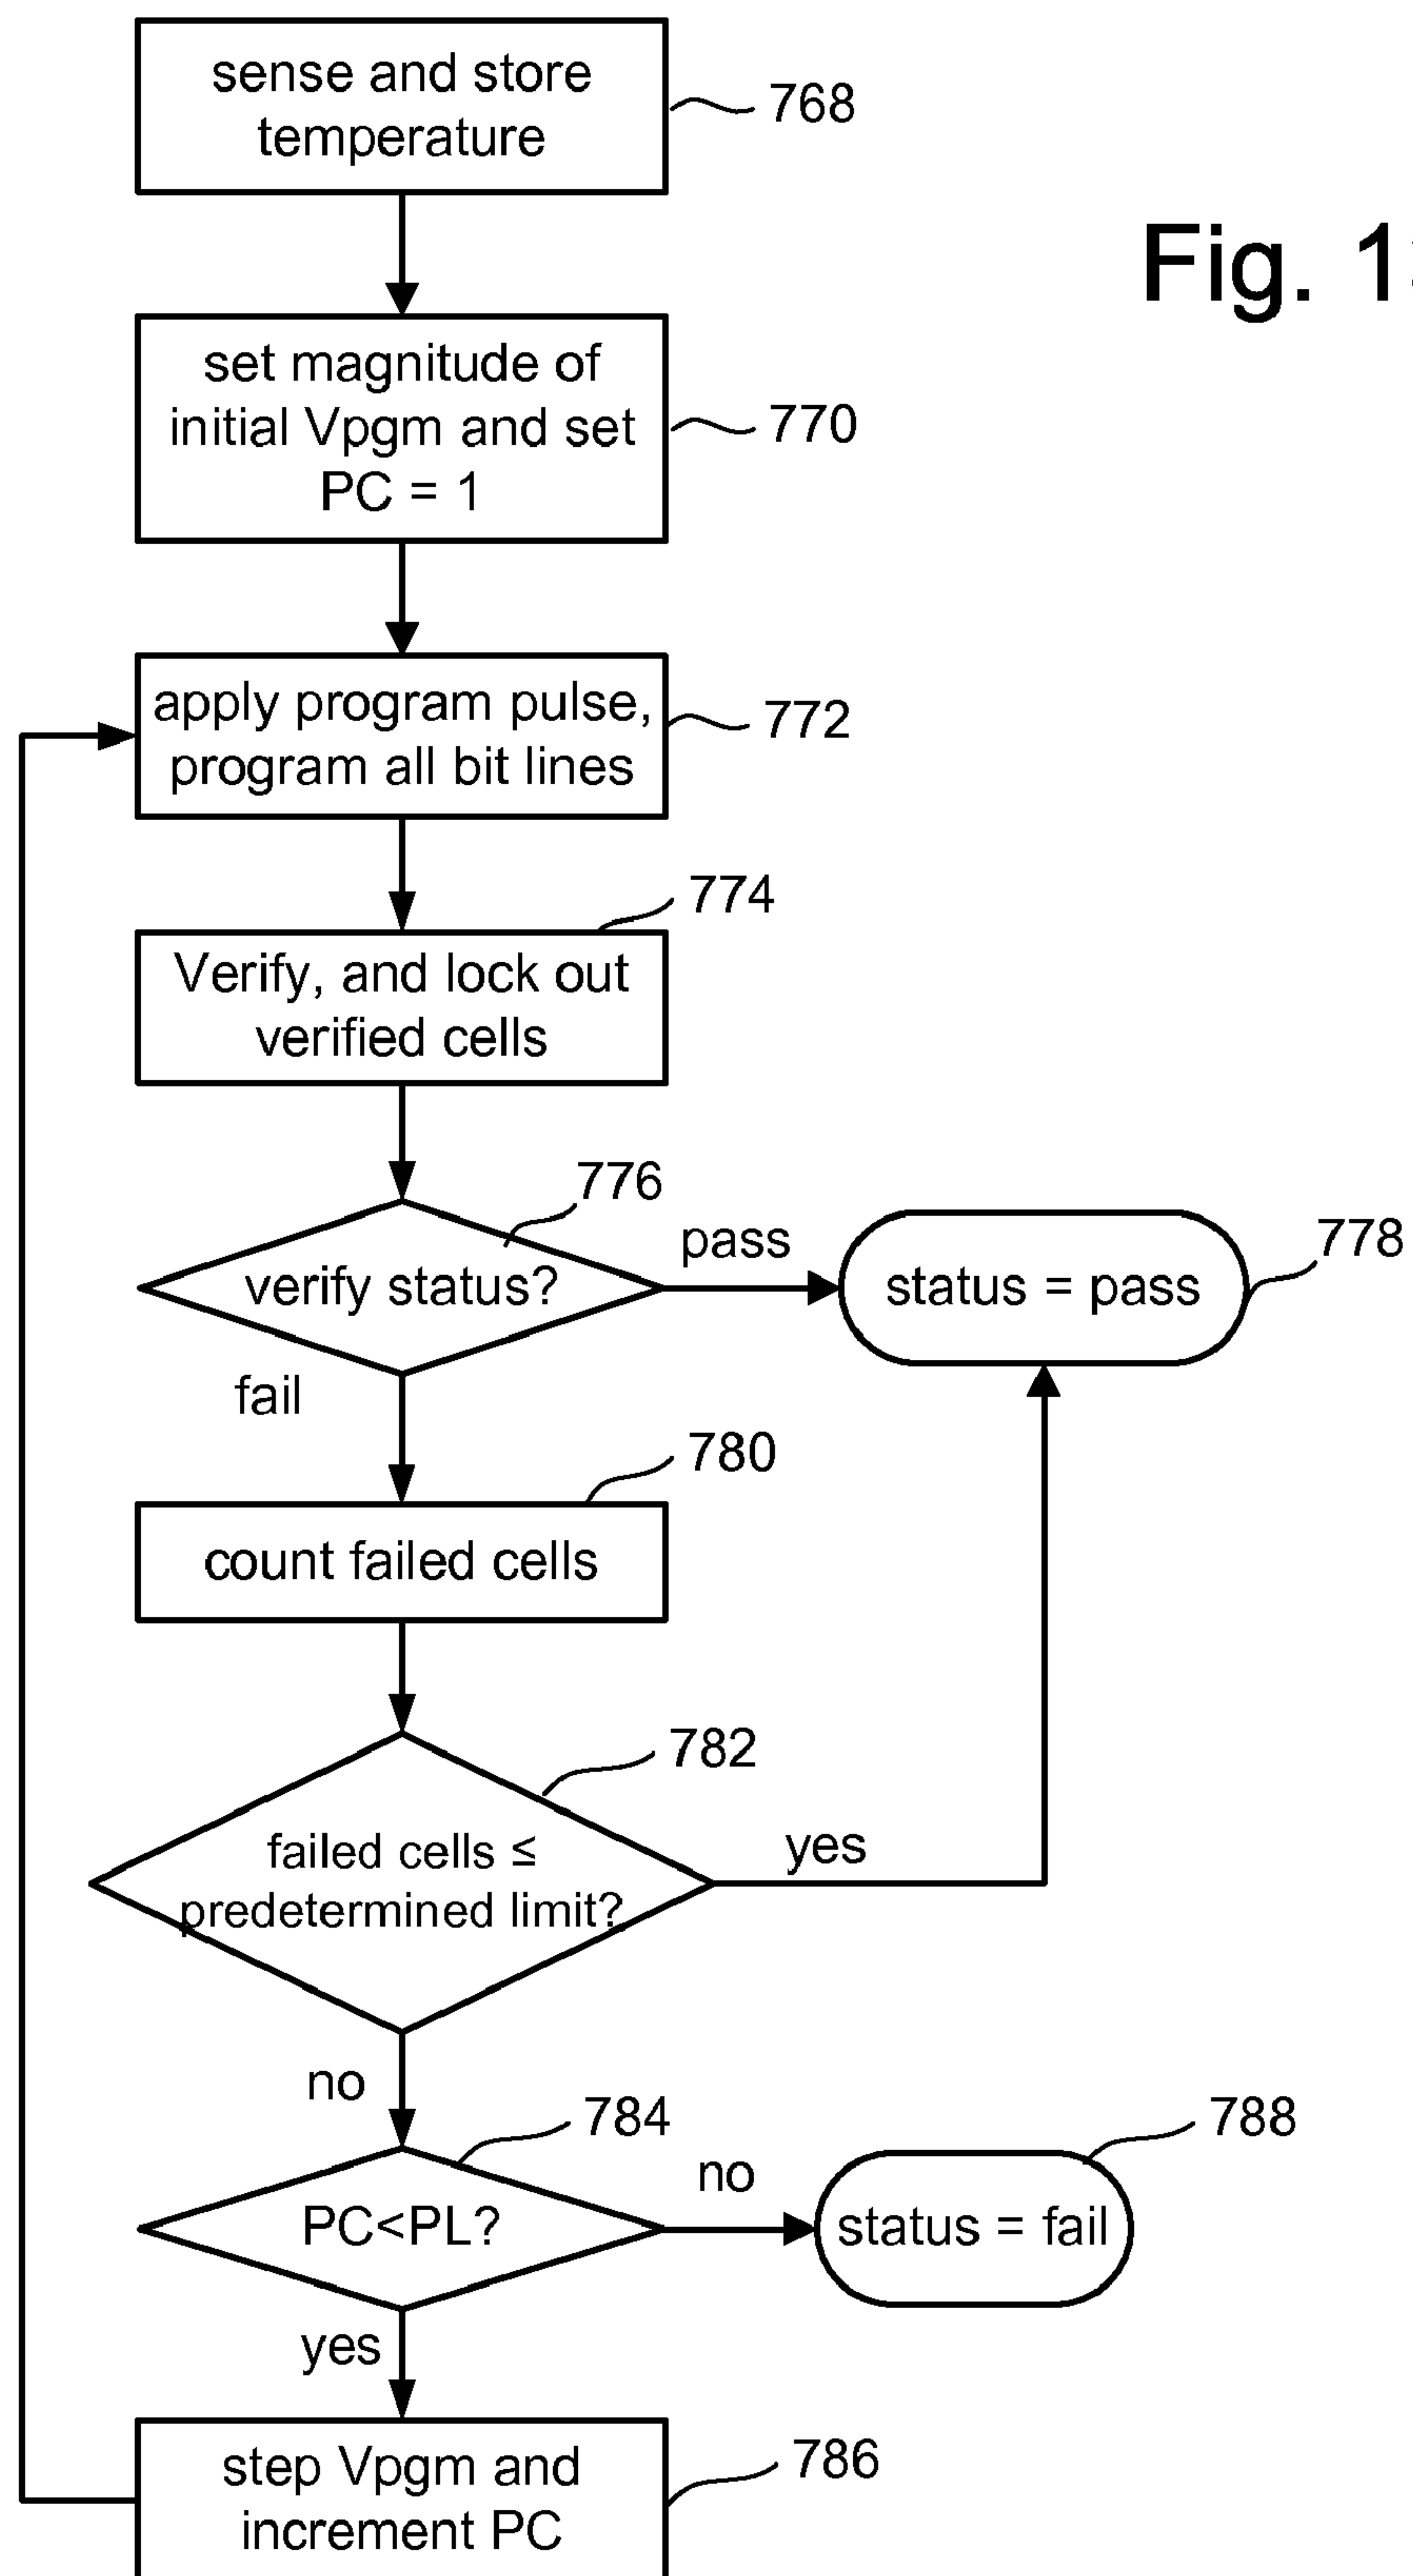 sense and store
temperature
768
Fig. 1
set magnitude of
initial Vpgm and set
PC = 1
770
apply program pulse,
program all bit lines
772
774
Verify, and lock out
verified cells
776
verify status?
pass
status = pass
778
fail
780
count failed cells
782
failed cells ≤
predetermined limit?
yes
no
784
PC<PL?
no
788
status = fail
yes
step Vpgm and
increment PC
786